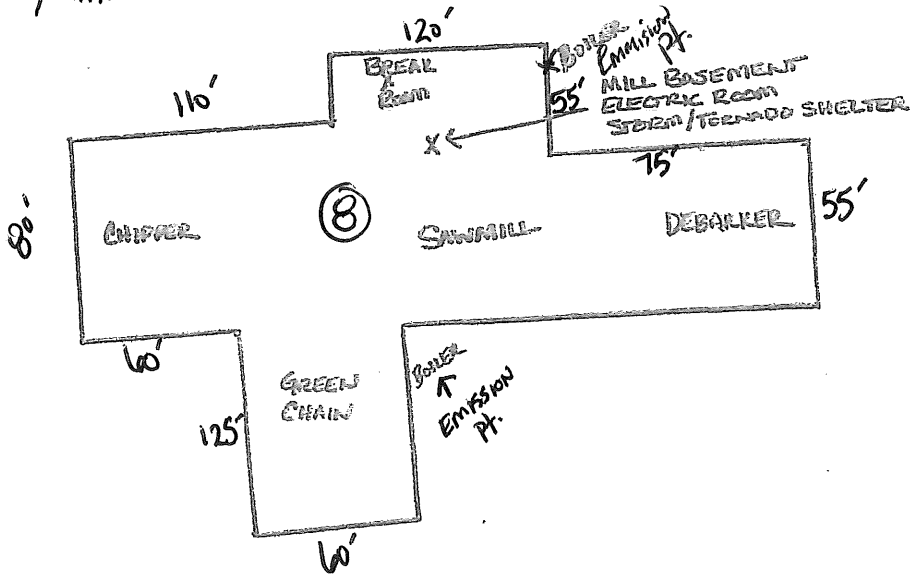 120'
BOILER
Emmision
Pt.
BREAK
ROOM
MILL BASEMENT
55' ELECTRIC ROOM
STORM/TORNADO SHELTER
110'
X
75'
80'
CHIPPER
8
SAWMILL
DEBARKER
55'
60'
GREEN
CHAIN
BOILER
EMISSION
Pt.
125'
60'